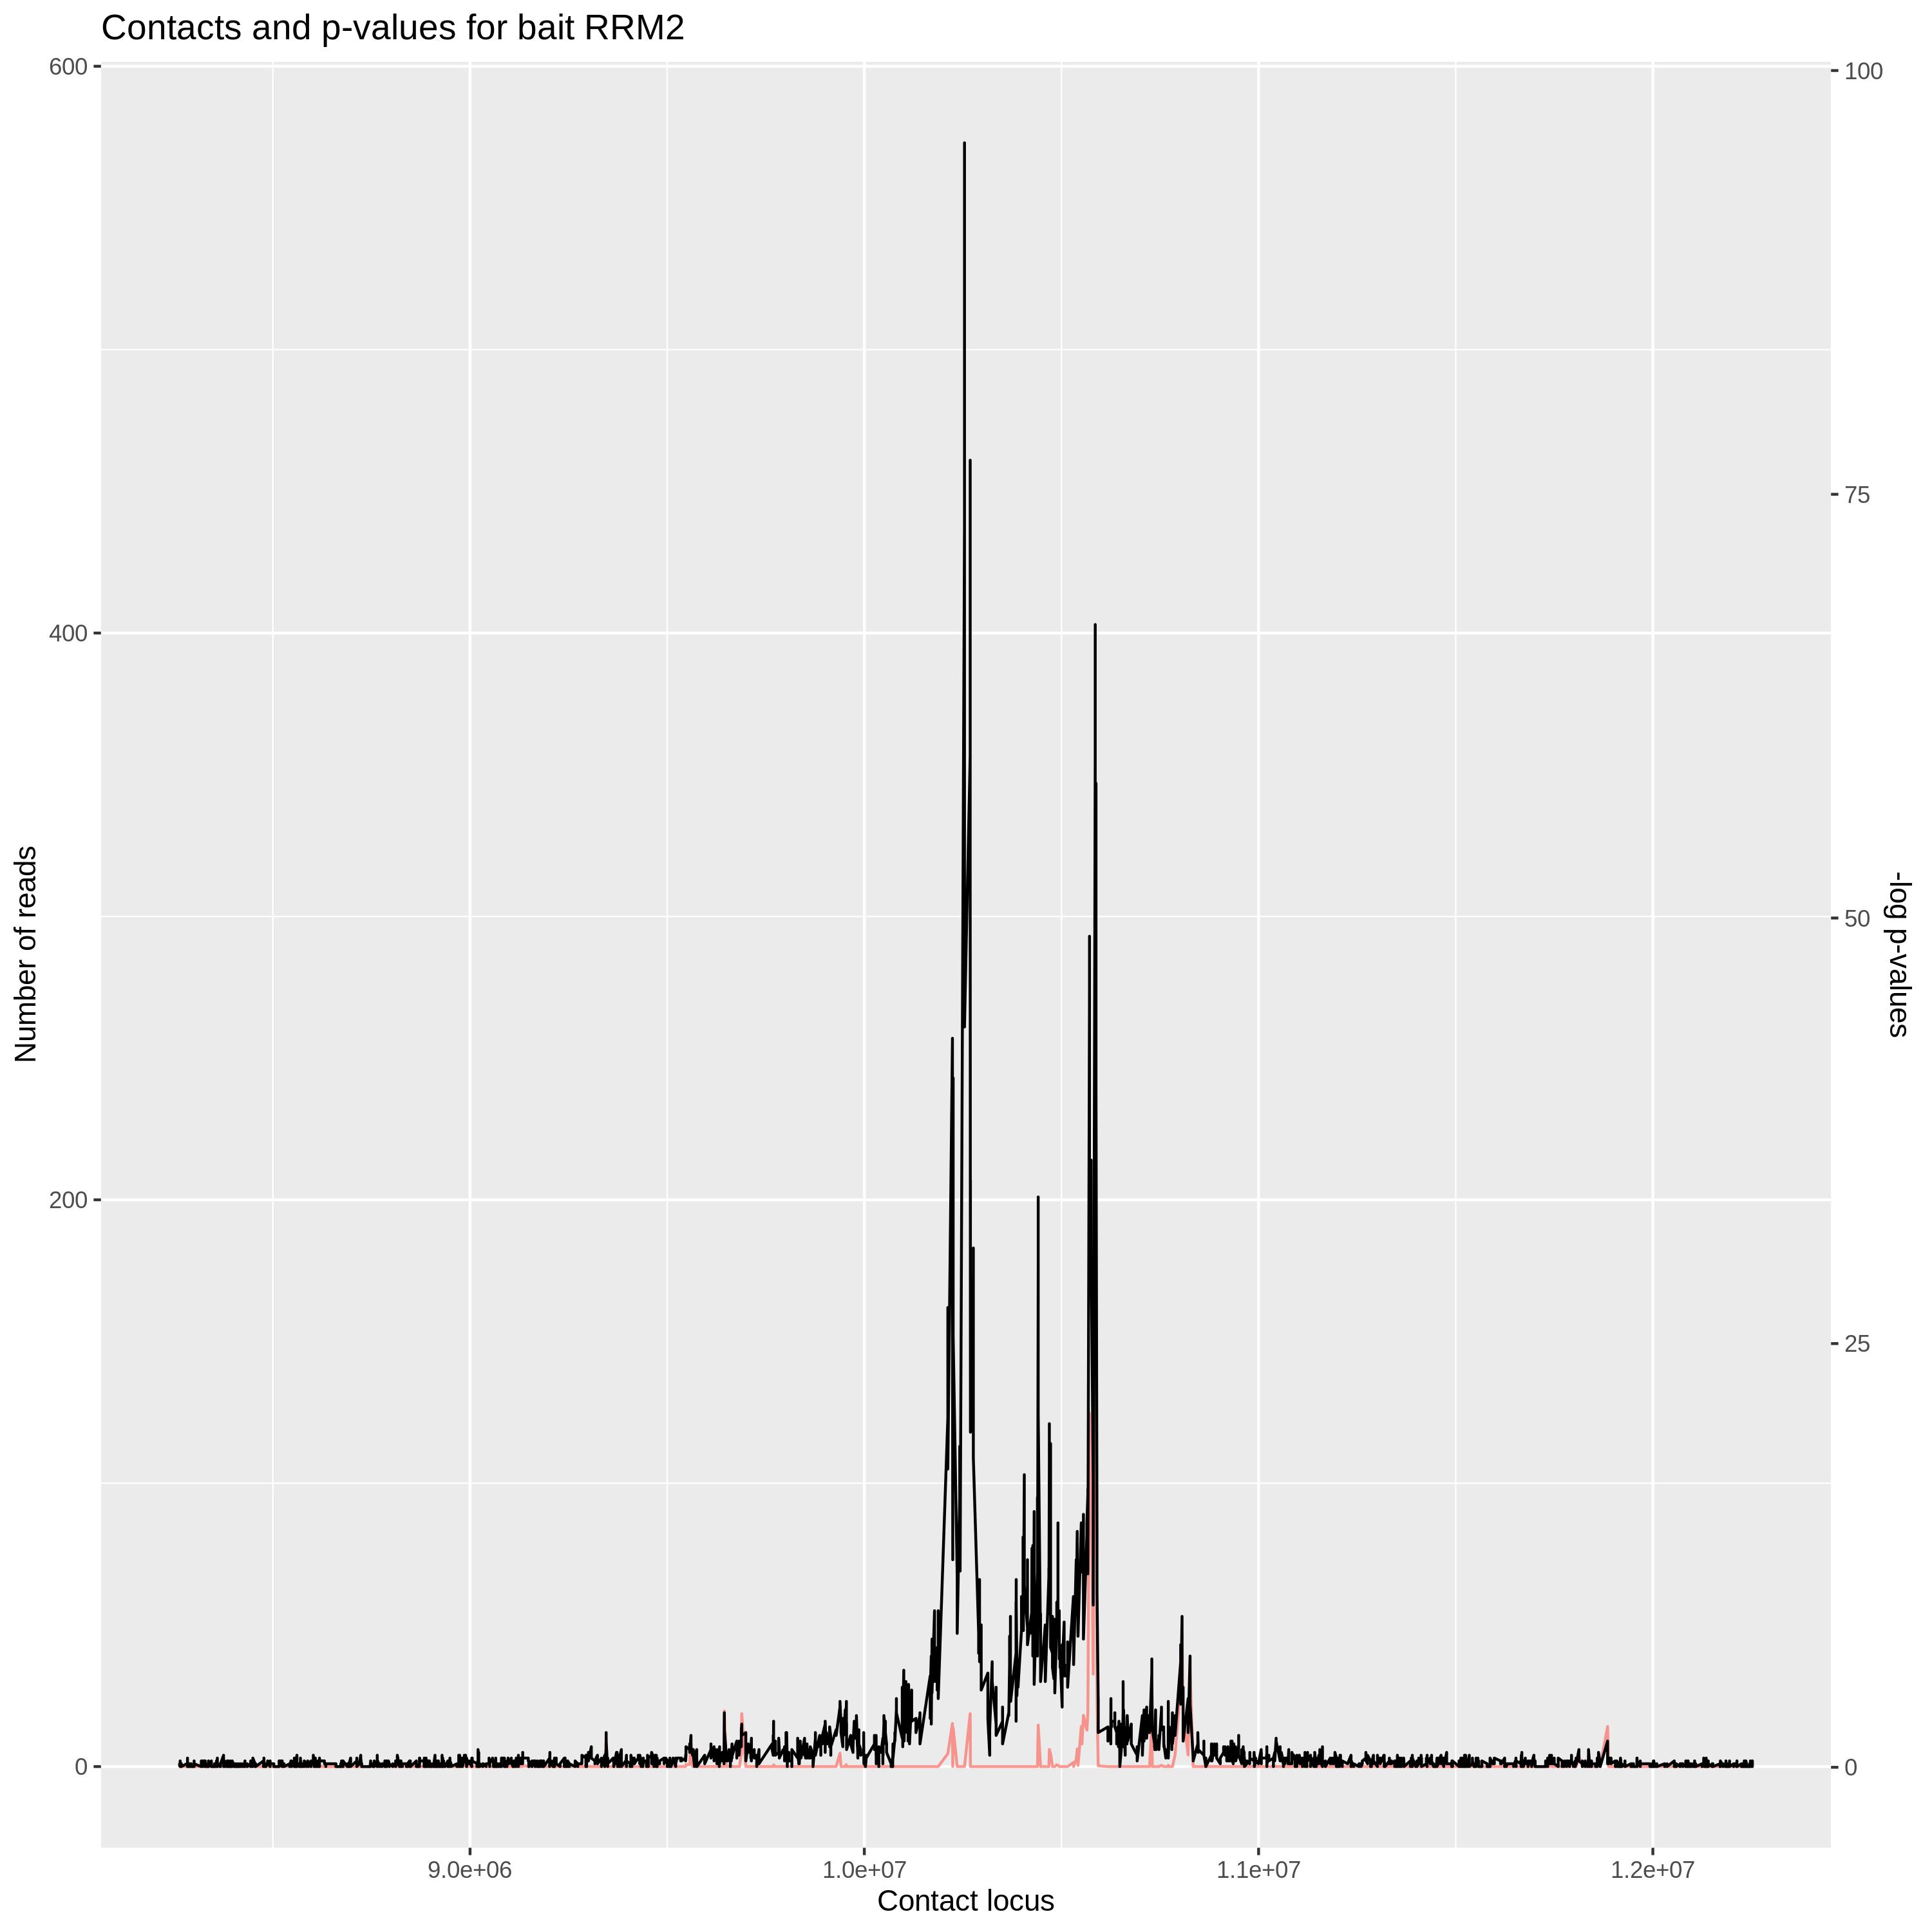 Contacts and p-values for bait RRM2
600
400
200
0
Number of reads
100
75
50
25
0
-log p-values
9.0e+06
1.0e+07
1.1e+07
1.2e+07
Contact locus